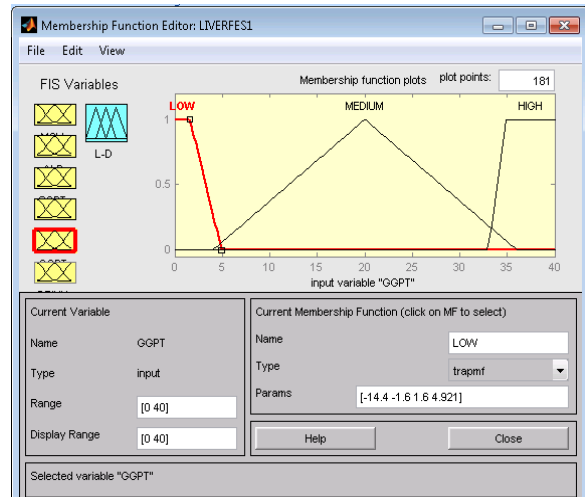 Membership Function Editor: LIVERFES1
File Edit View
FIS Variables
Membership function plots plot points: 181
LOW MEDIUM HIGH
L-D
1
0.5
0
0 5 10 15 20 25 30 35 40
input variable "GGPT"
Current Variable
Name GGPT
Type input
Range [0 40]
Display Range [0 40]
Current Membership Function (click on MF to select)
Name LOW
Type trapmf
Params [-14.4 -1.6 1.6 4.921]
Help Close
Selected variable "GGPT"